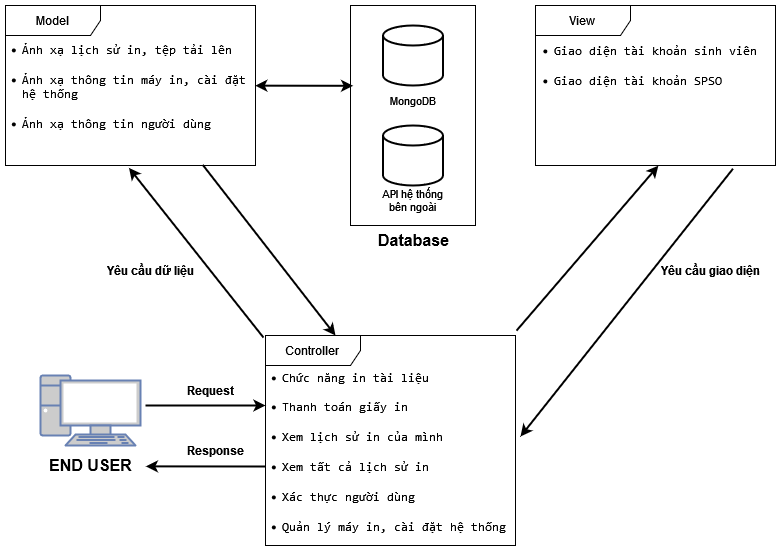 Model
• Ánh xạ lịch sử in, tệp tải lên
• Ánh xạ thông tin máy in, cài đặt
hệ thống
• Ánh xạ thông tin người dùng
MongoDB
API hệ thống
bên ngoài
Database
View
• Giao diện tài khoản sinh viên
• Giao diện tài khoản SPSO
Yêu cầu dữ liệu
Yêu cầu giao diện
Controller
• Chức năng in tài liệu
• Thanh toán giấy in
• Xem lịch sử in của mình
• Xem tất cả lịch sử in
• Xác thực người dùng
• Quản lý máy in, cài đặt hệ thống
Request
Response
END USER